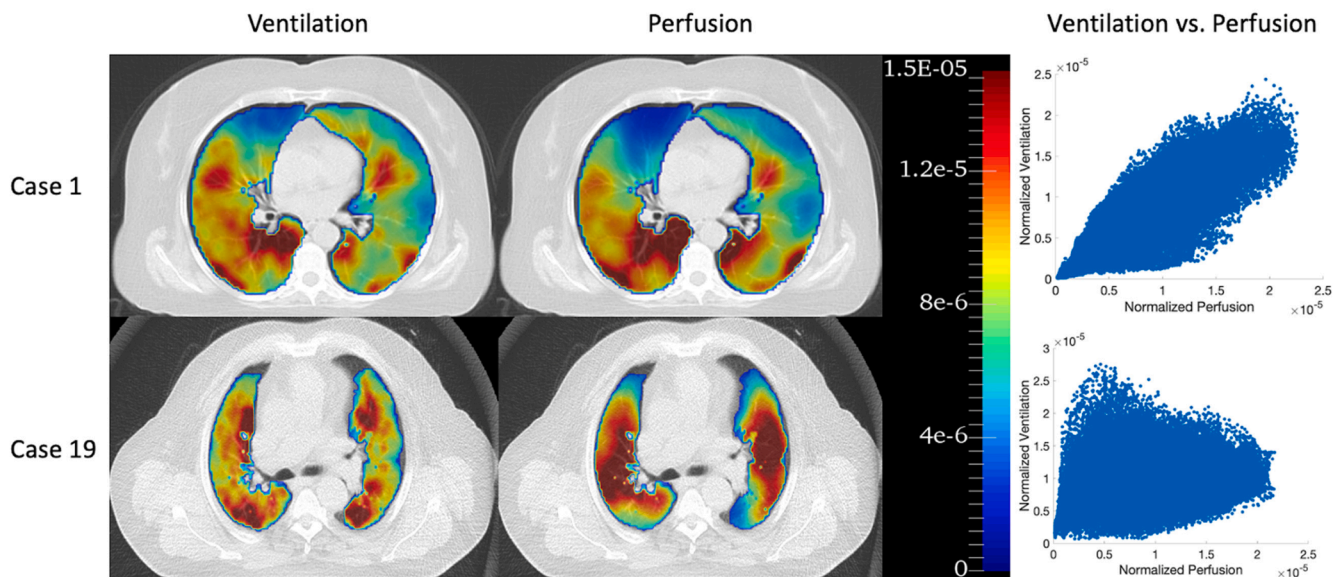 Ventilation
Perfusion
Ventilation vs. Perfusion
Case 1
Case 19
1.5E-05
1.2e-5
8e-6
4e-6
0
×10⁻⁵
2.5
2
1.5
1
0.5
0
Normalized Ventilation
0 0.5 1 1.5 2 2.5
Normalized Perfusion
×10⁻⁵
×10⁻⁵
3
2.5
2
1.5
1
0.5
0
Normalized Ventilation
0 0.5 1 1.5 2 2.5
Normalized Perfusion
×10⁻⁵